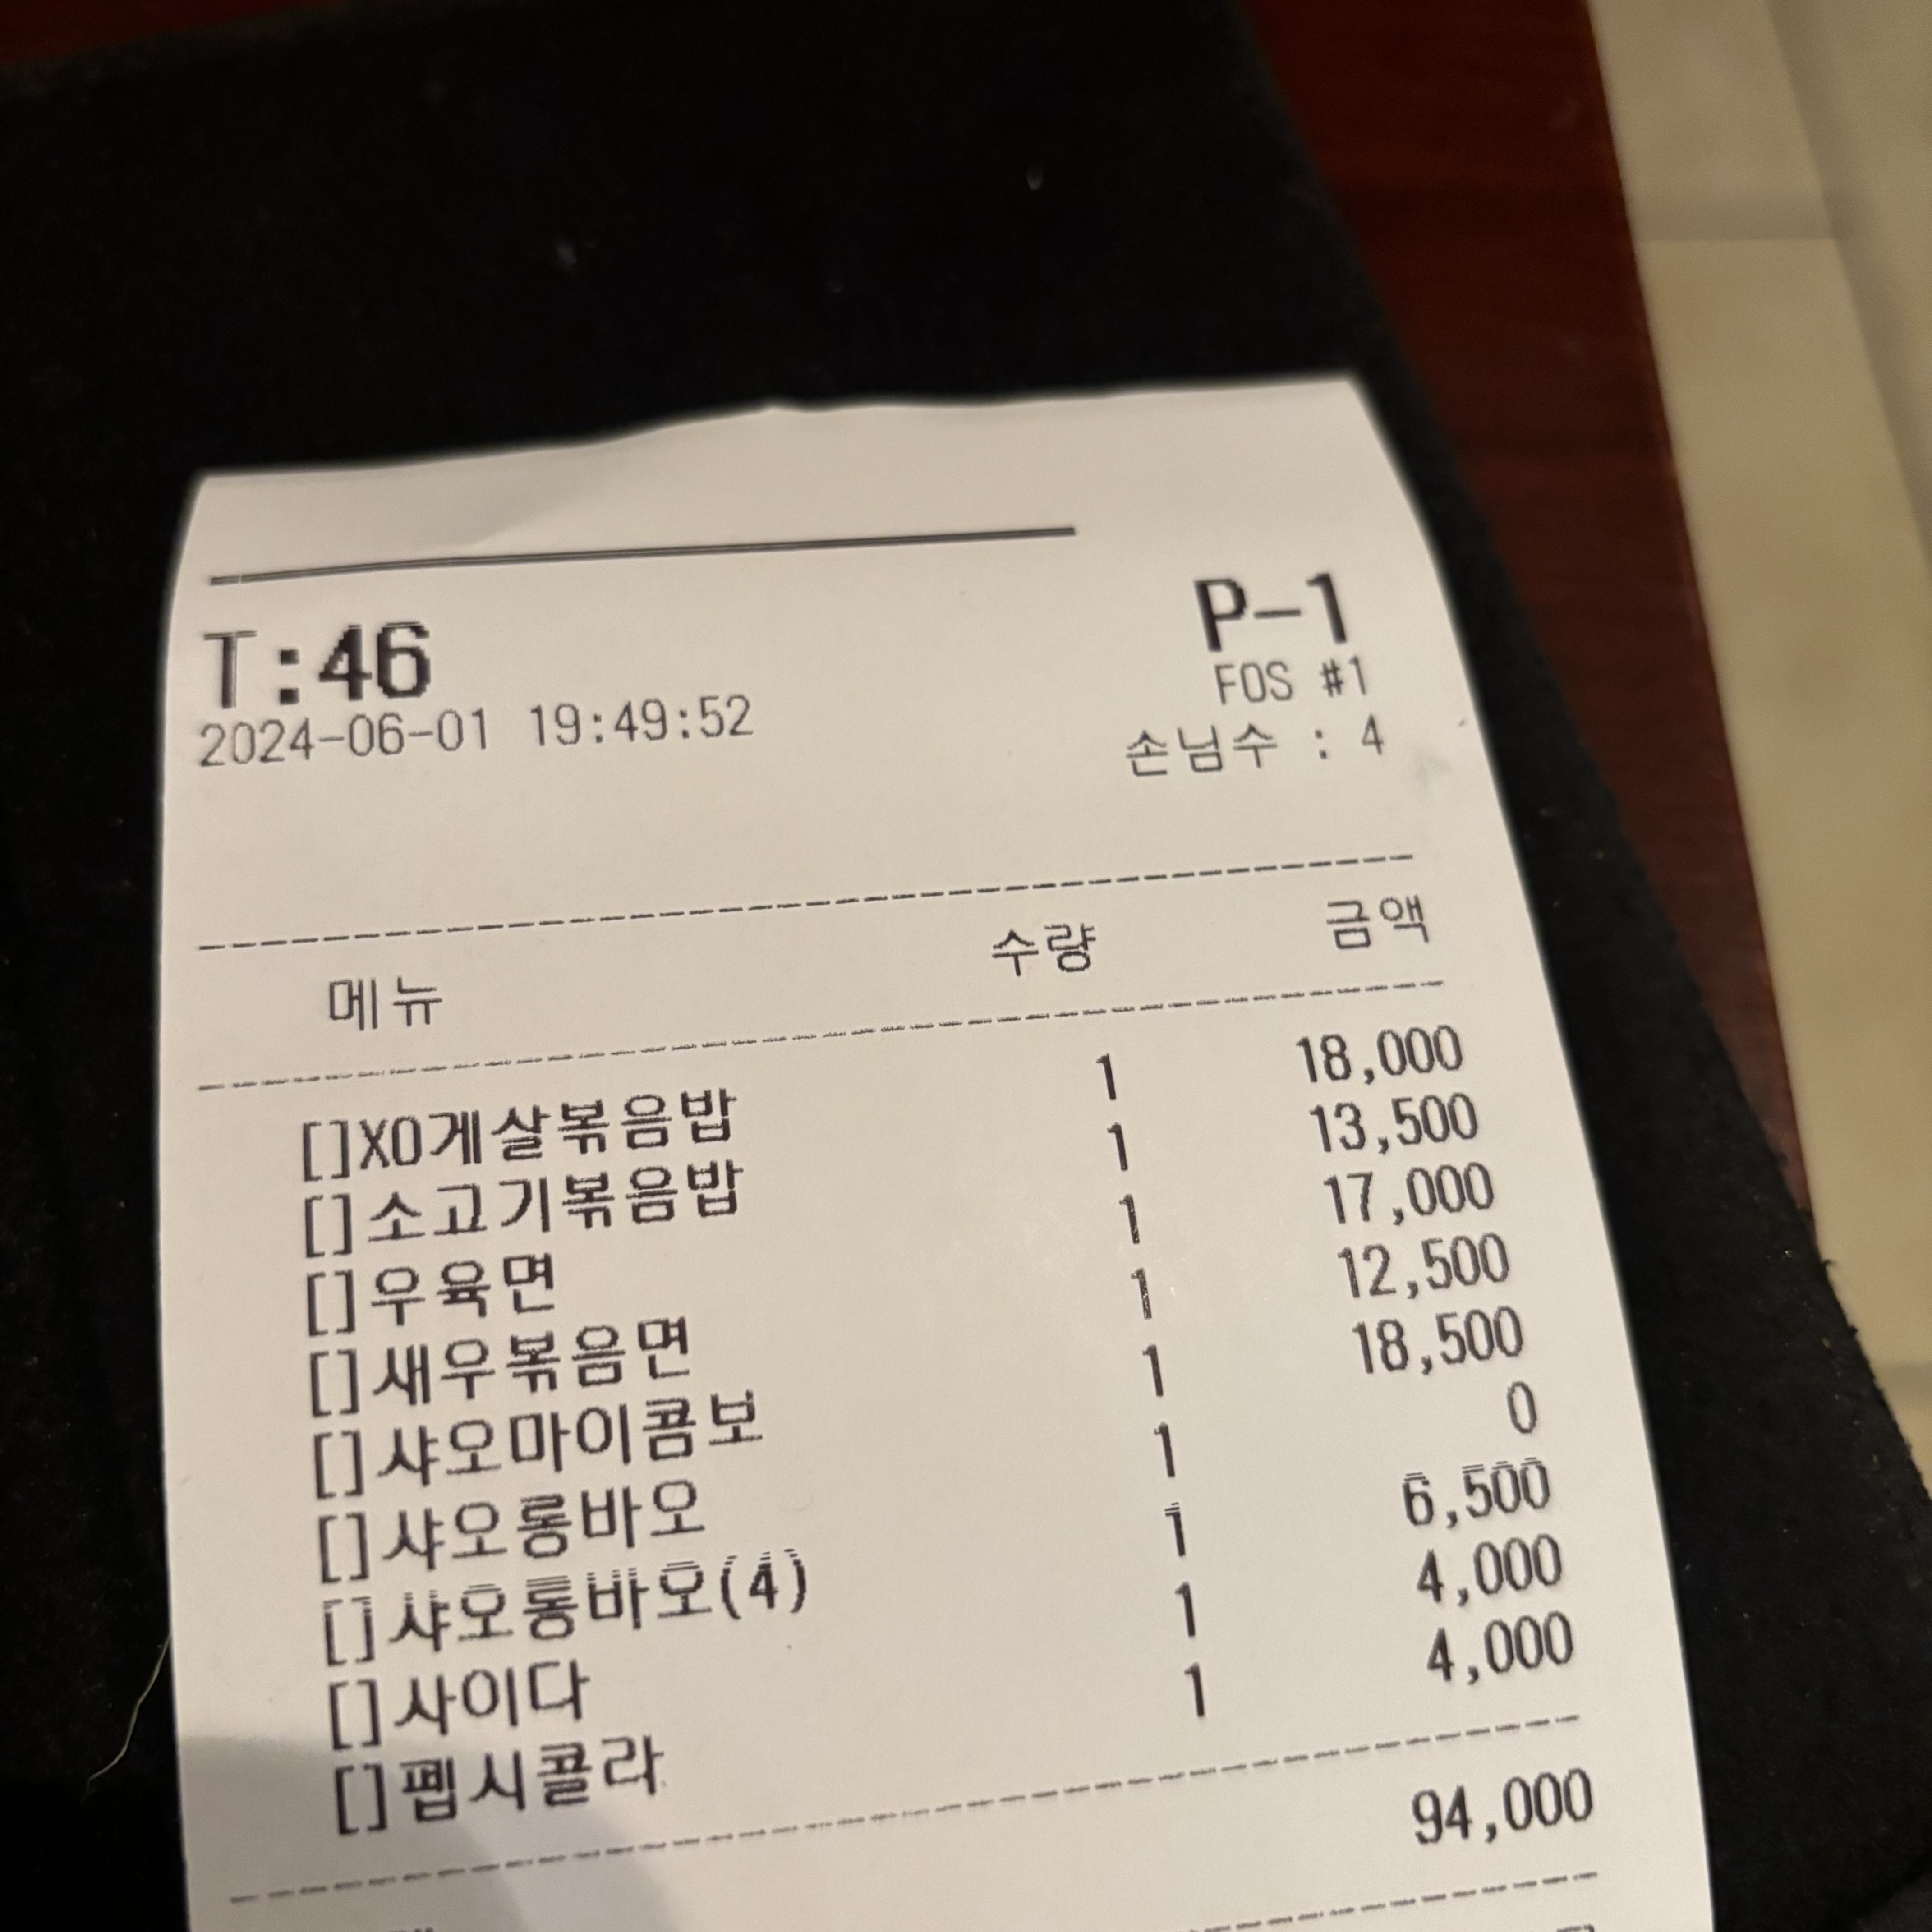 T:46 P-1
FOS #1
2024-06-01 19:49:52 손님수 : 4
메뉴 수량 금액
[]XO게살볶음밥 1 18,000
[]소고기볶음밥 1 13,500
[]우육면 1 17,000
[]새우볶음면 1 12,500
[]샤오마이콤보 1 18,500
[]샤오롱바오 1 0
[]샤오롱바오(4) 1 6,500
[]사이다 1 4,000
[]펩시콜라 1 4,000
94,000